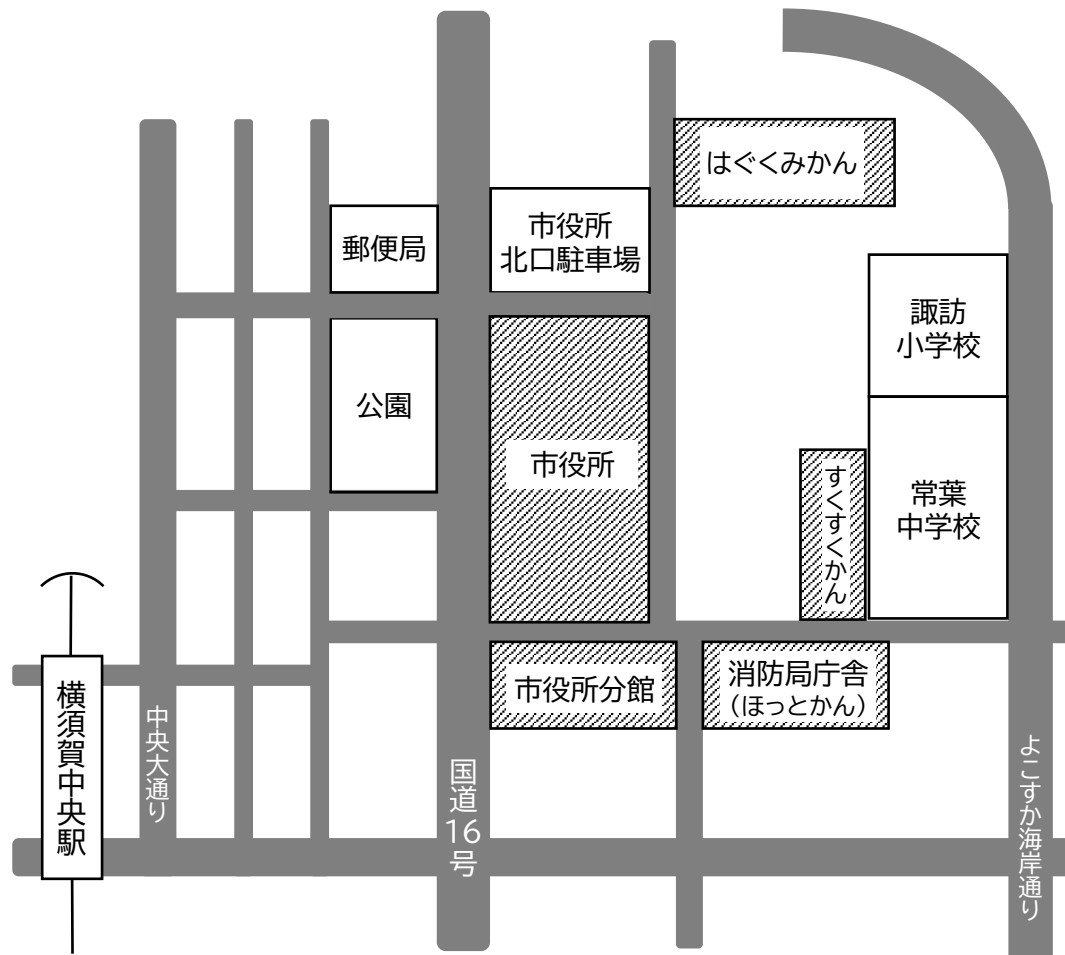 はぐくみかん
郵便局
市役所
北口駐車場
諏訪
小学校
公園
市役所
すくすくかん
常葉
中学校
市役所分館
消防局庁舎
(ほっとかん)
横須賀中央駅
中央大通り
国道16号
よこすか海岸通り